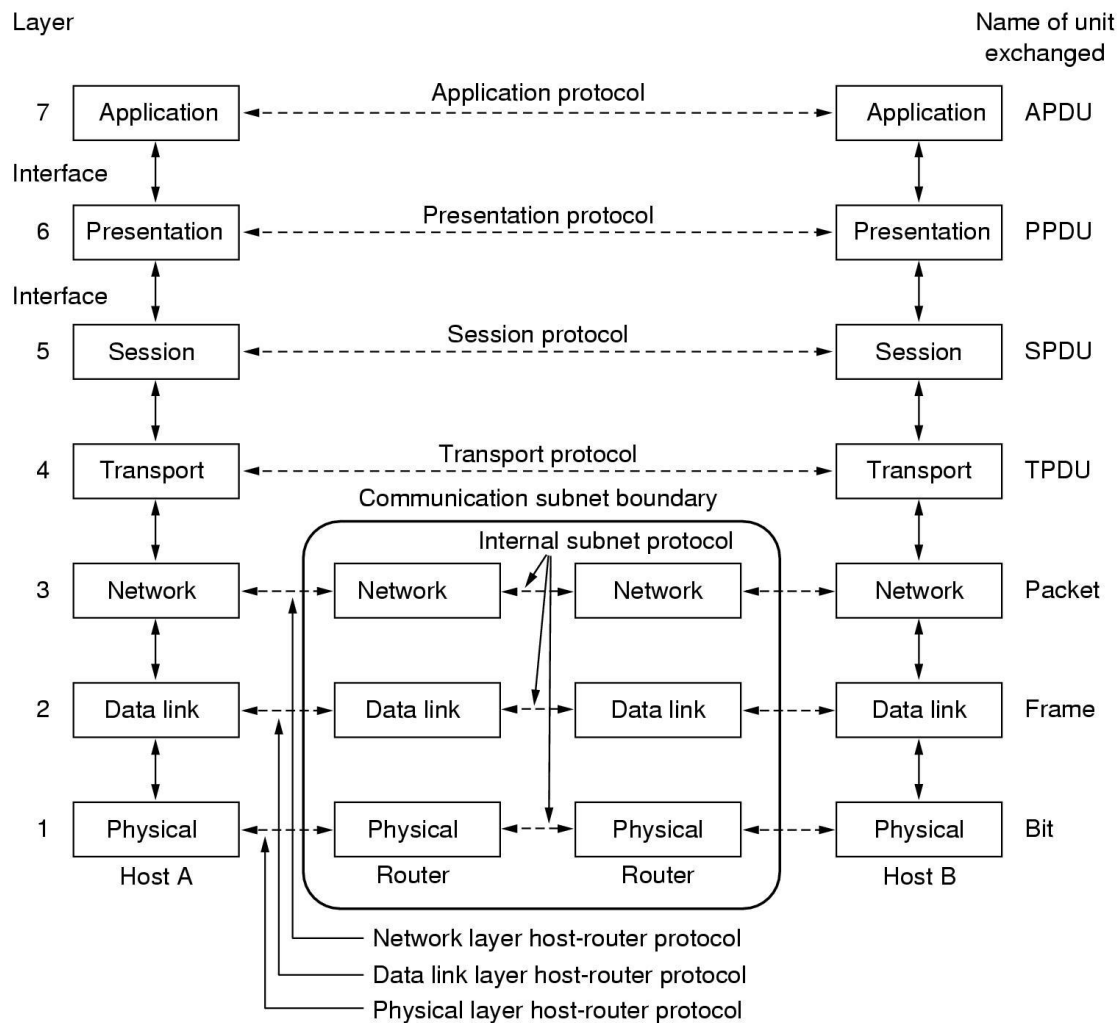 Layer
Name of unit
exchanged
7
Application
Application protocol
Application
APDU
Interface
6
Presentation
Presentation protocol
Presentation
PPDU
Interface
5
Session
Session protocol
Session
SPDU
4
Transport
Transport protocol
Transport
TPDU
Communication subnet boundary
Internal subnet protocol
3
Network
Network
Network
Network
Packet
2
Data link
Data link
Data link
Data link
Frame
1
Physical
Physical
Physical
Physical
Bit
Host A
Router
Router
Host B
Network layer host-router protocol
Data link layer host-router protocol
Physical layer host-router protocol